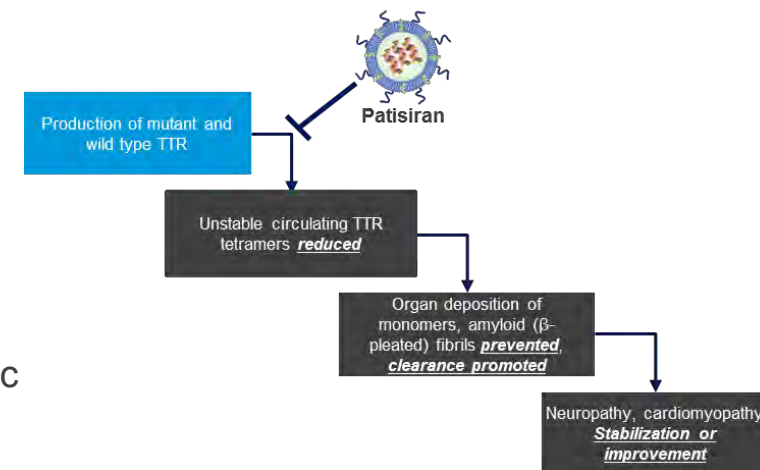 Patisiran
Production of mutant and
wild type TTR
Unstable circulating TTR
tetramers reduced
Organ deposition of
monomers, amyloid (β-
pleated) fibrils prevented,
clearance promoted
c
Neuropathy, cardiomyopathy
Stabilization or
improvement